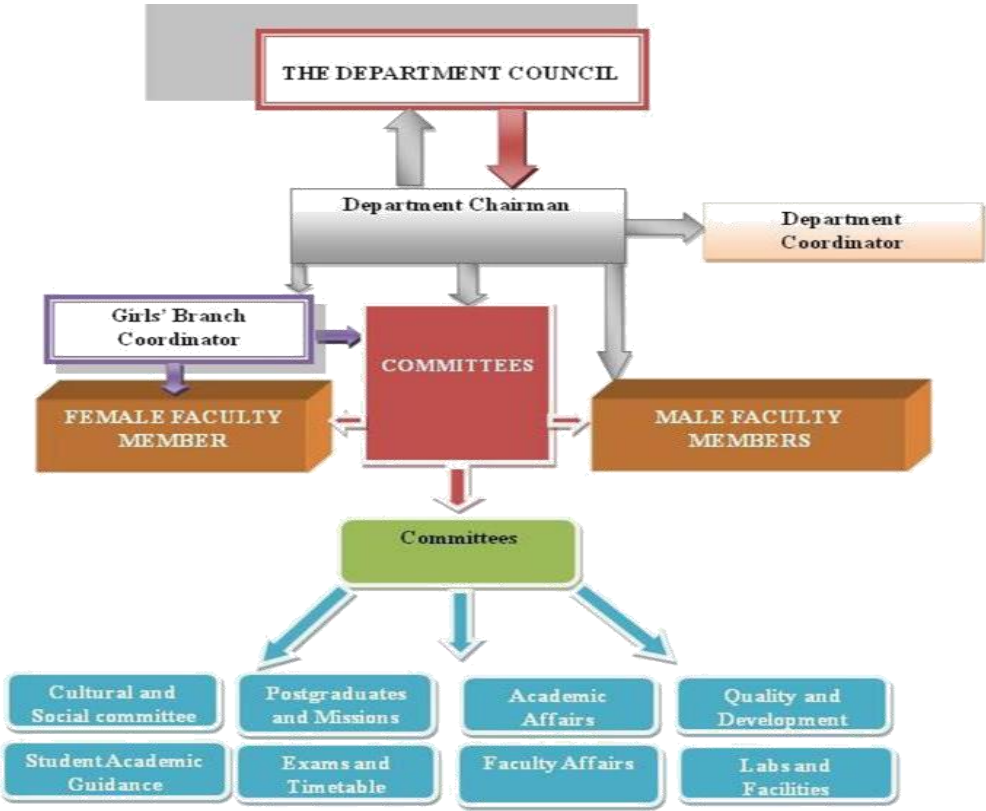 THE DEPARTMENT COUNCIL
Department Chairman
Department
Coordinator
Girls' Branch
Coordinator
COMMITTEES
FEMALE FACULTY
MEMBER
MALE FACULTY
MEMBERS
Committees
Cultural and
Social committee
Postgraduates
and Missions
Academic
Affairs
Quality and
Development
Student Academic
Guidance
Exams and
Timetable
Faculty Affairs
Labs and
Facilities